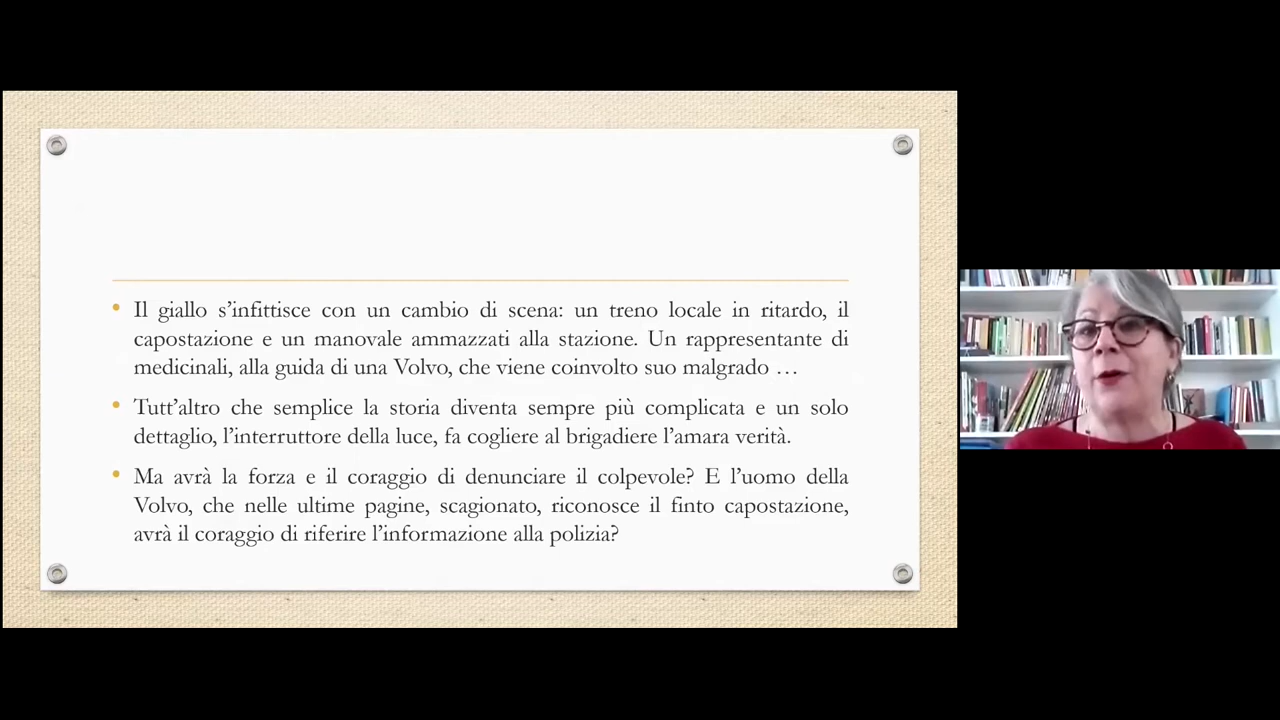 • Il giallo s’infittisce con un cambio di scena: un treno locale in ritardo, il
capostazione e un manovale ammazzati alla stazione. Un rappresentante di
medicinali, alla guida di una Volvo, che viene coinvolto suo malgrado …
• Tutt’altro che semplice la storia diventa sempre più complicata e un solo
dettaglio, l’interruttore della luce, fa cogliere al brigadiere l’amara verità.
• Ma avrà la forza e il coraggio di denunciare il colpevole? E l’uomo della
Volvo, che nelle ultime pagine, scagionato, riconosce il finto capostazione,
avrà il coraggio di riferire l’informazione alla polizia?